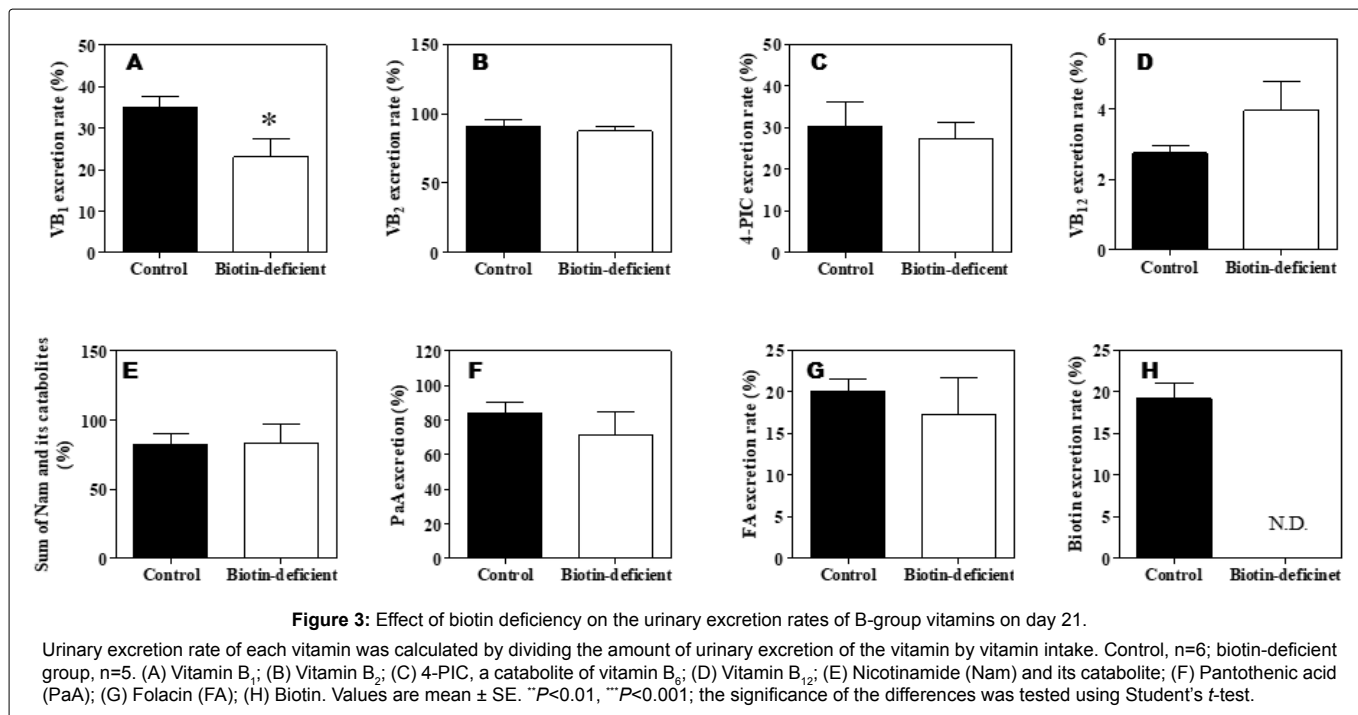 A
VB₁ excretion rate (%)
50
40
30
20
10
0
*
Control Biotin-deficient
B
VB₂ excretion rate (%)
150
100
50
0
Control Biotin-deficient
C
4-PIC excretion rate (%)
50
40
30
20
10
0
Control Biotin-deficent
D
VB₁₂ excretion rate (%)
6
4
2
0
Control Biotin-deficient
E
Sum of Nam and its catabolites
(%)
150
100
50
0
Control Biotin-deficient
F
PaA excretion (%)
120
100
80
60
40
20
0
Control Biotin-deficient
G
FA excretion rate (%)
25
20
15
10
5
0
Control Biotin-deficient
H
Biotin excretion rate (%)
25
20
15
10
5
0
N.D.
Control Biotin-deficinet
Figure 3: Effect of biotin deficiency on the urinary excretion rates of B-group vitamins on day 21.
Urinary excretion rate of each vitamin was calculated by dividing the amount of urinary excretion of the vitamin by vitamin intake. Control, n=6; biotin-deficient
group, n=5. (A) Vitamin B₁; (B) Vitamin B₂; (C) 4-PIC, a catabolite of vitamin B₆; (D) Vitamin B₁₂; (E) Nicotinamide (Nam) and its catabolite; (F) Pantothenic acid
(PaA); (G) Folacin (FA); (H) Biotin. Values are mean ± SE. **P<0.01, ***P<0.001; the significance of the differences was tested using Student's t-test.